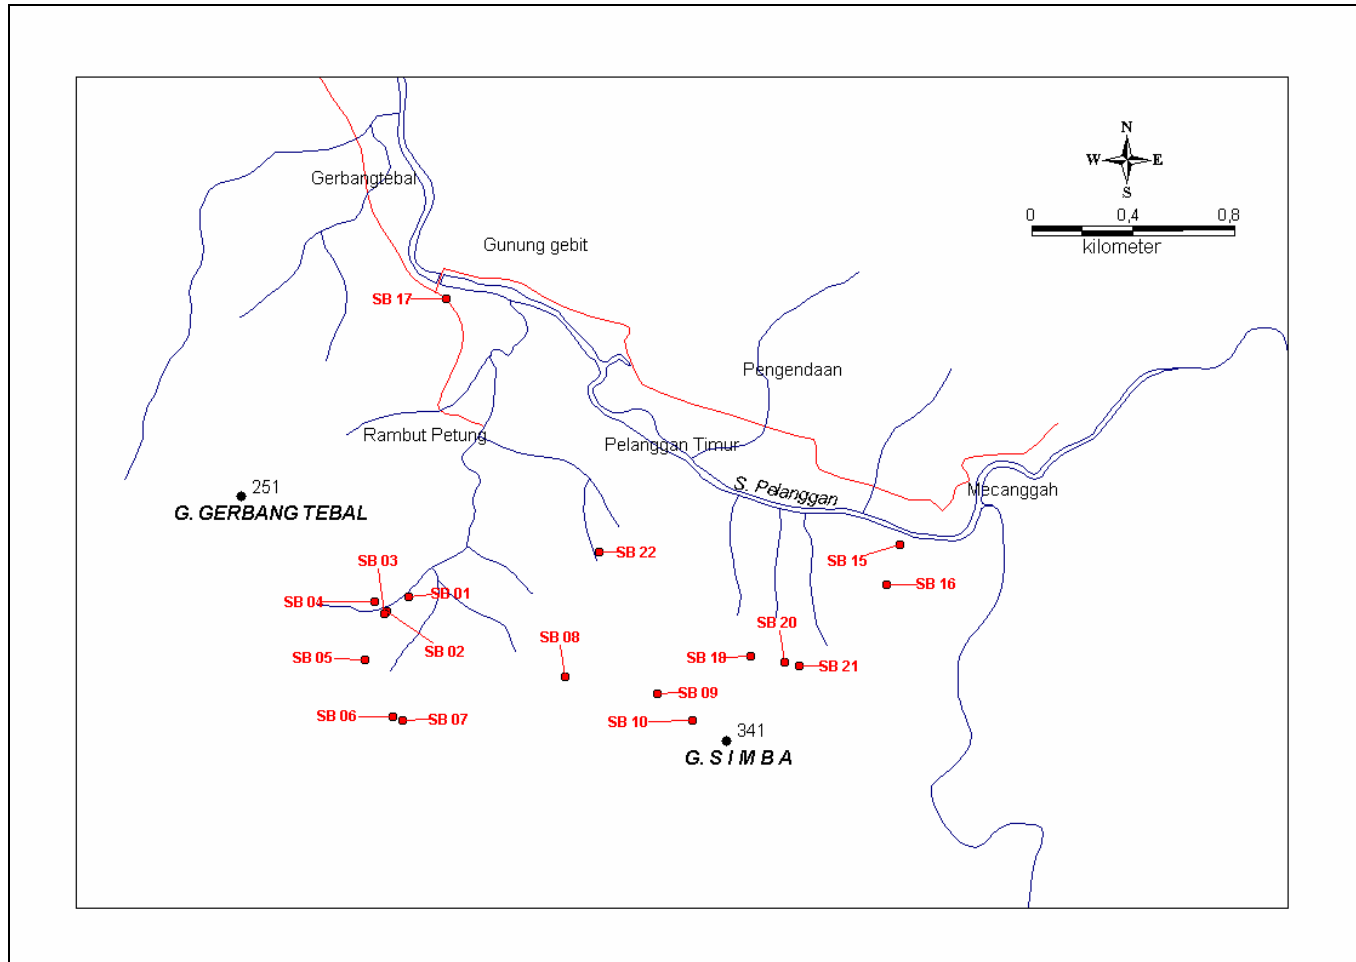 N
W E
S
Gerbangtebal
0 0,4 0,8
kilometer
Gunung gebit
SB 17
Pengendaan
Rambut Petung
Pelanggan Timur
S. Pelanggan
Mecanggah
251
G. GERBANG TEBAL
SB 03
SB 22
SB 15
SB 16
SB 04
SB 01
SB 20
SB 08
SB 02
SB 05
SB 18
SB 21
SB 09
SB 06
SB 07
SB 10
341
G. S I M B A